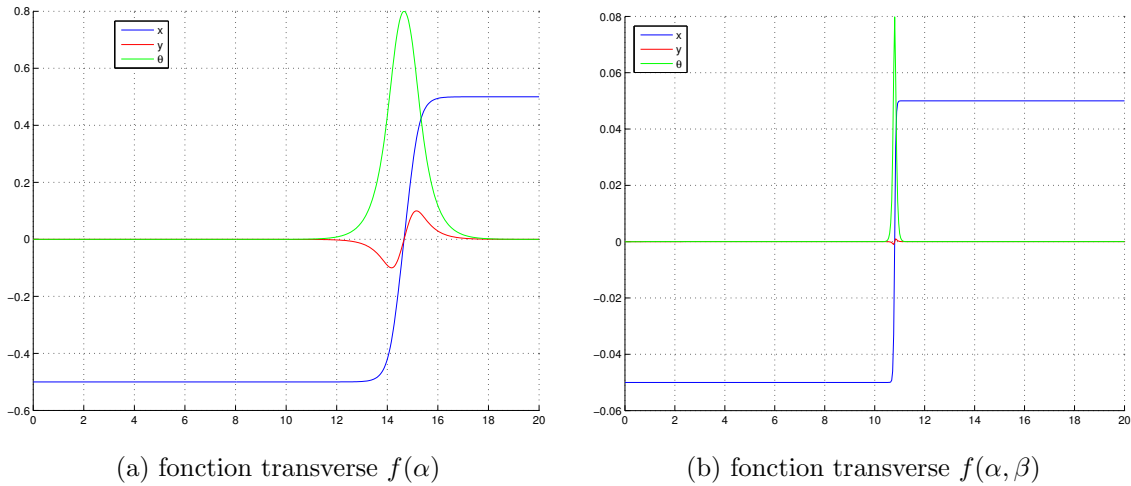 0.8
0.6
0.4
0.2
0
−0.2
−0.4
−0.6
0 2 4 6 8 10 12 14 16 18 20
x
y
θ
(a) fonction transverse f(α)
0.08
0.06
0.04
0.02
0
−0.02
−0.04
−0.06
0 2 4 6 8 10 12 14 16 18 20
x
y
θ
(b) fonction transverse f(α, β)